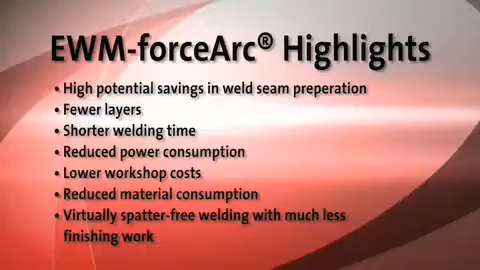 EWM-forceArc® Highlights
• High potential savings in weld seam preperation
• Fewer layers
• Shorter welding time
• Reduced power consumption
• Lower workshop costs
• Reduced material consumption
• Virtually spatter-free welding with much less
finishing work